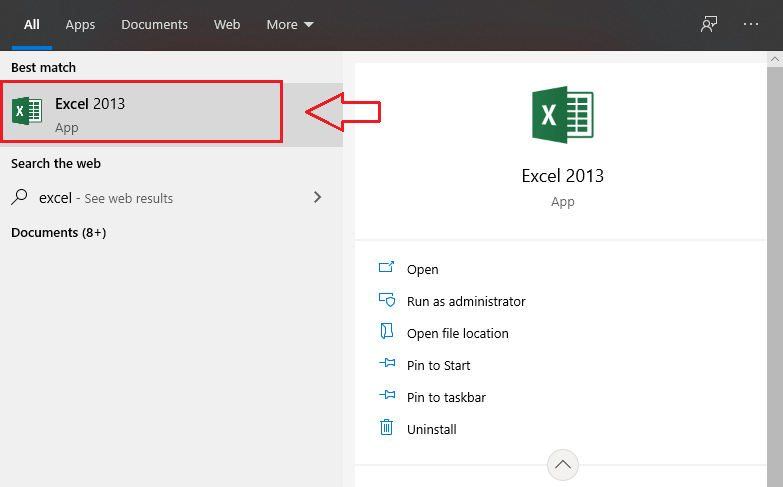 All Apps Documents Web More
Best match
Excel 2013
App
Search the web
excel - See web results
Documents (8+)
Excel 2013
App
Open
Run as administrator
Open file location
Pin to Start
Pin to taskbar
Uninstall